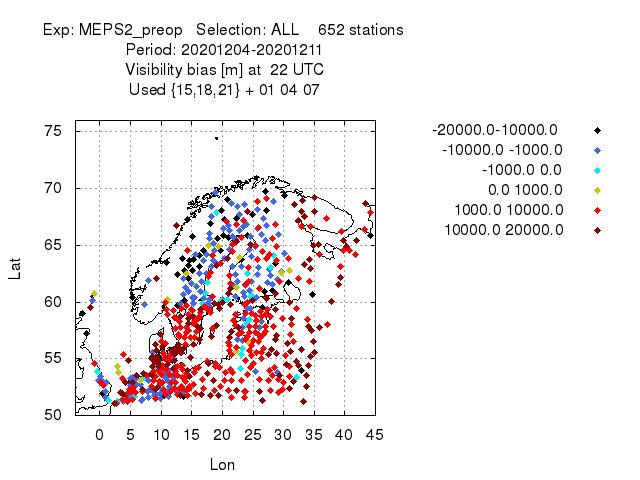 Exp: MEPS2_preop Selection: ALL 652 stations
Period: 20201204-20201211
Visibility bias [m] at 22 UTC
Used {15,18,21} + 01 04 07
-20000.0-10000.0
-10000.0 -1000.0
-1000.0 0.0
0.0 1000.0
1000.0 10000.0
10000.0 20000.0
75
70
65
60
55
50
Lat
0 5 10 15 20 25 30 35 40 45
Lon